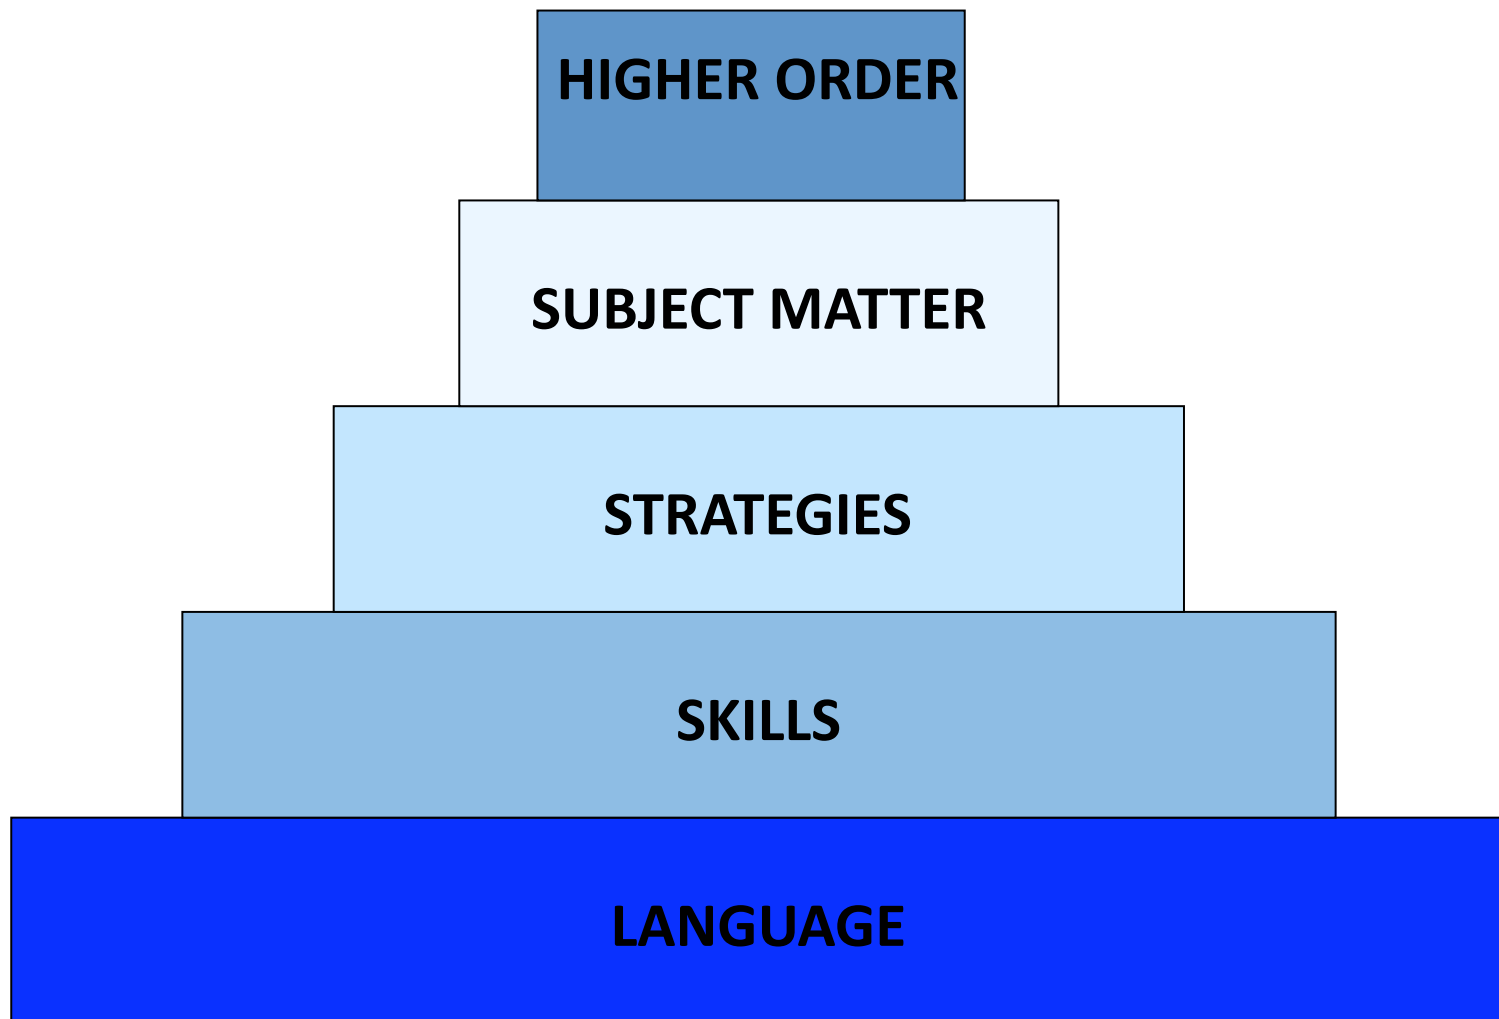 HIGHER ORDER
SUBJECT MATTER
STRATEGIES
SKILLS
LANGUAGE